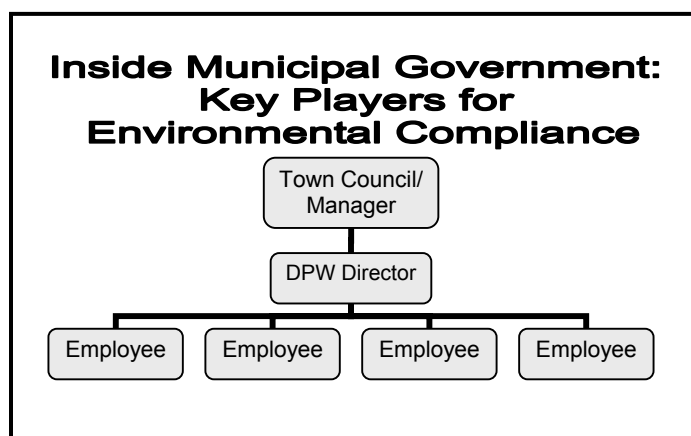 Inside Municipal Government:
Key Players for
Environmental Compliance
Town Council/
Manager
DPW Director
Employee
Employee
Employee
Employee